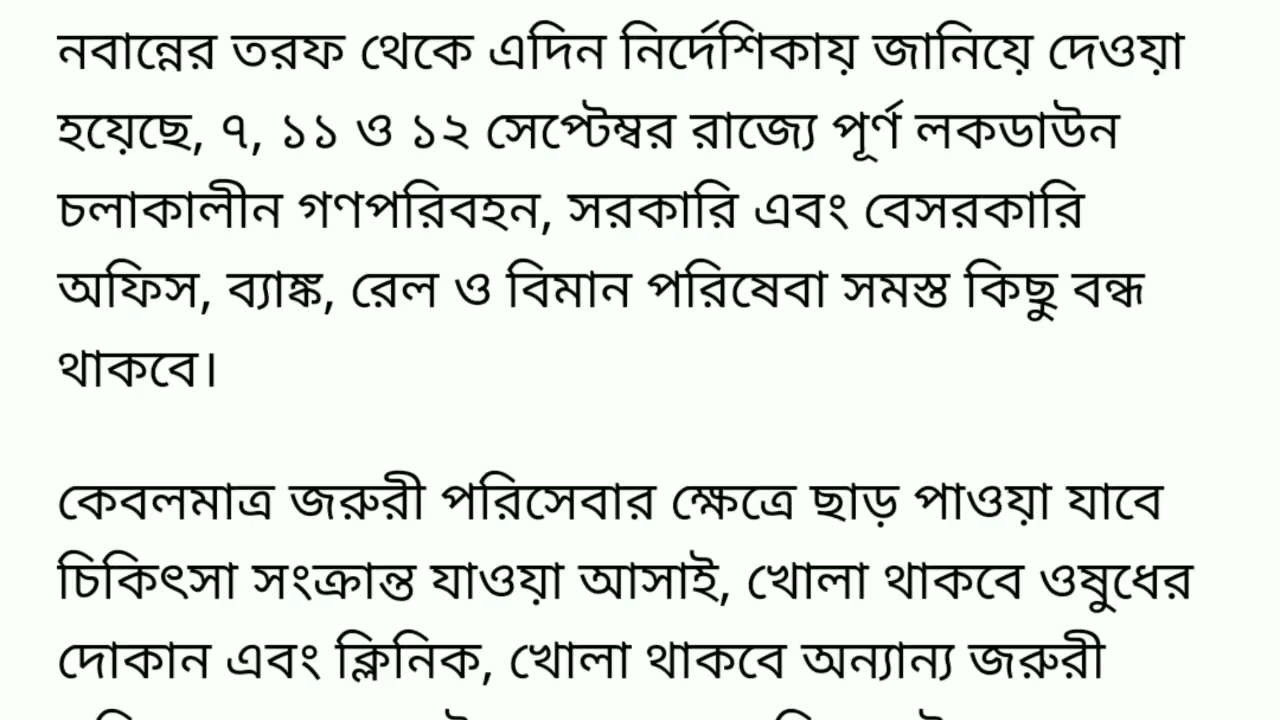 নবান্নের তরফ থেকে এদিন নির্দেশিকায় জানিয়ে দেওয়া
হয়েছে, ৭, ১১ ও ১২ সেপ্টেম্বর রাজ্যে পূর্ণ লকডাউন
চলাকালীন গণপরিবহন, সরকারি এবং বেসরকারি
অফিস, ব্যাঙ্ক, রেল ও বিমান পরিষেবা সমস্ত কিছু বন্ধ
থাকবে।
কেবলমাত্র জরুরী পরিসেবার ক্ষেত্রে ছাড় পাওয়া যাবে
চিকিৎসা সংক্রান্ত যাওয়া আসাই, খোলা থাকবে ওষুধের
দোকান এবং ক্লিনিক, খোলা থাকবে অন্যান্য জরুরী